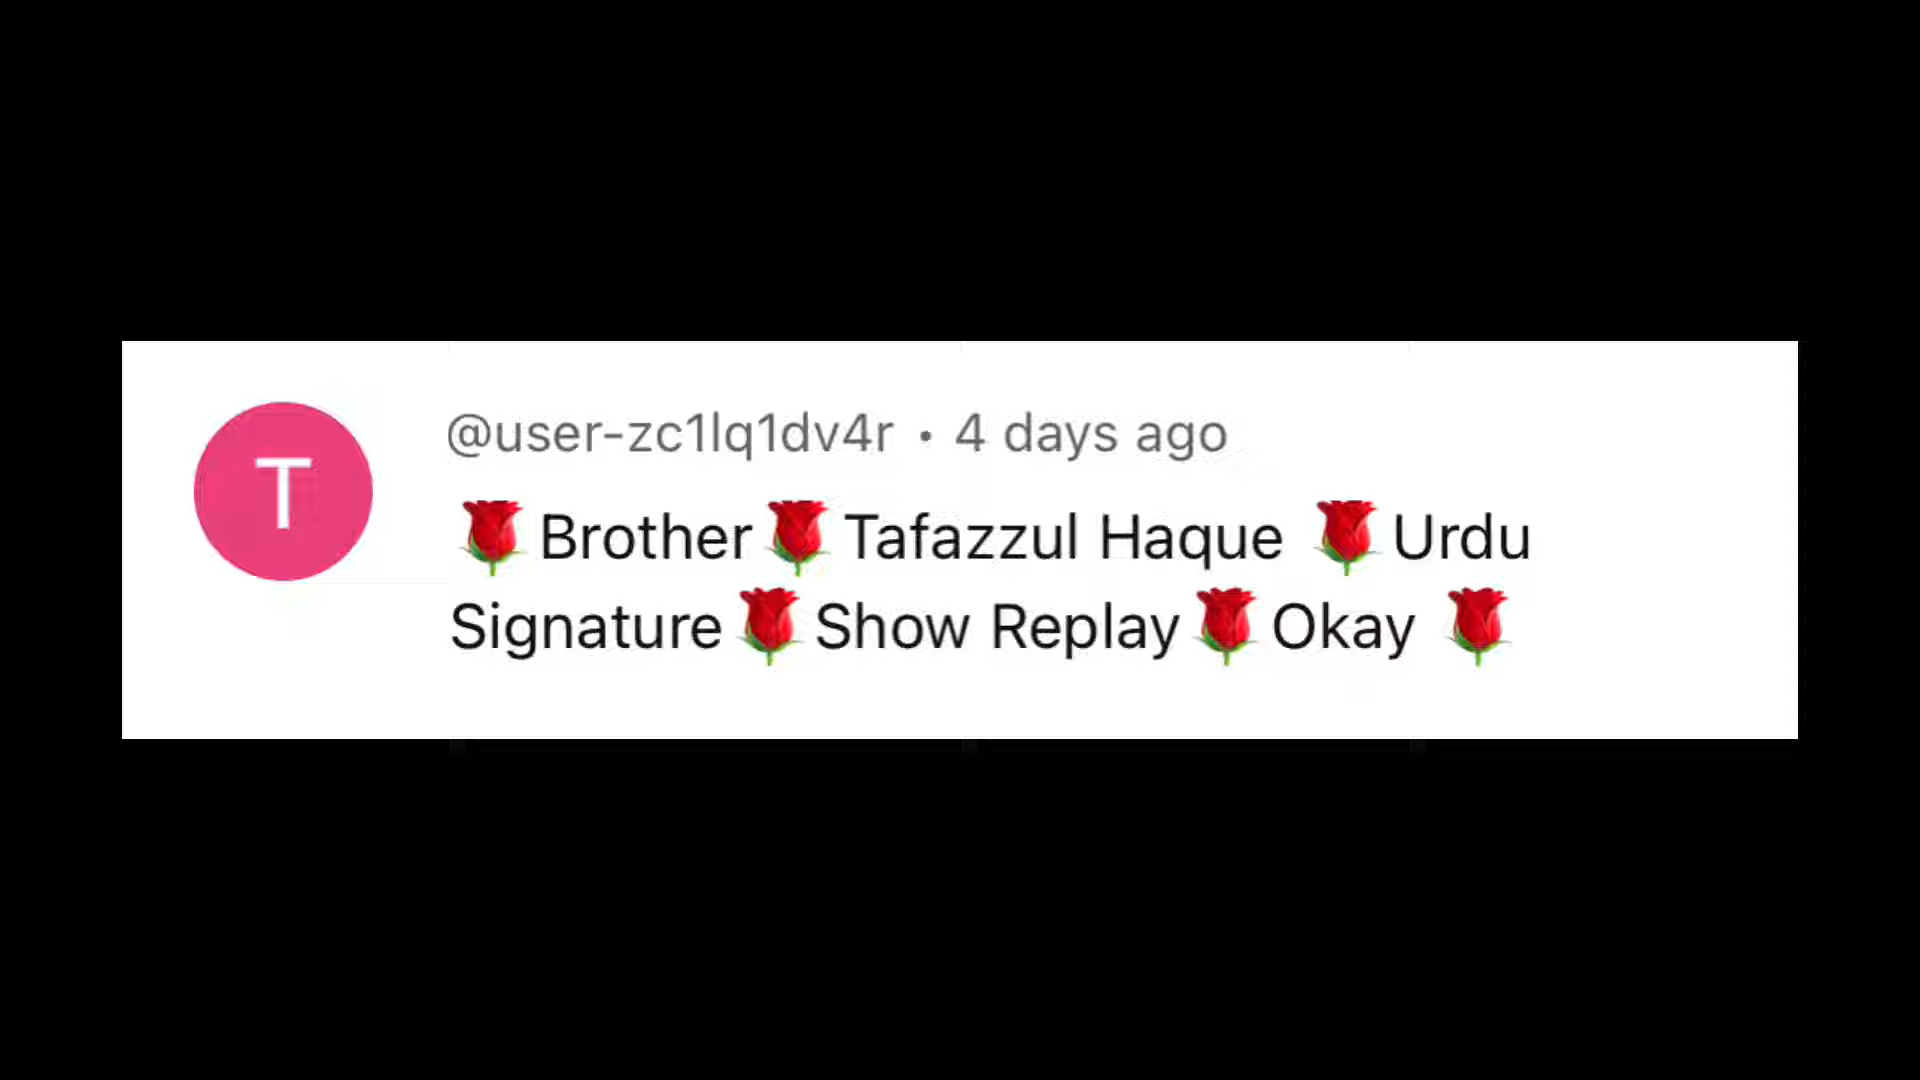 T
@user-zc1lq1dv4r • 4 days ago
🌹Brother🌹Tafazzul Haque 🌹Urdu
Signature🌹Show Replay🌹Okay 🌹